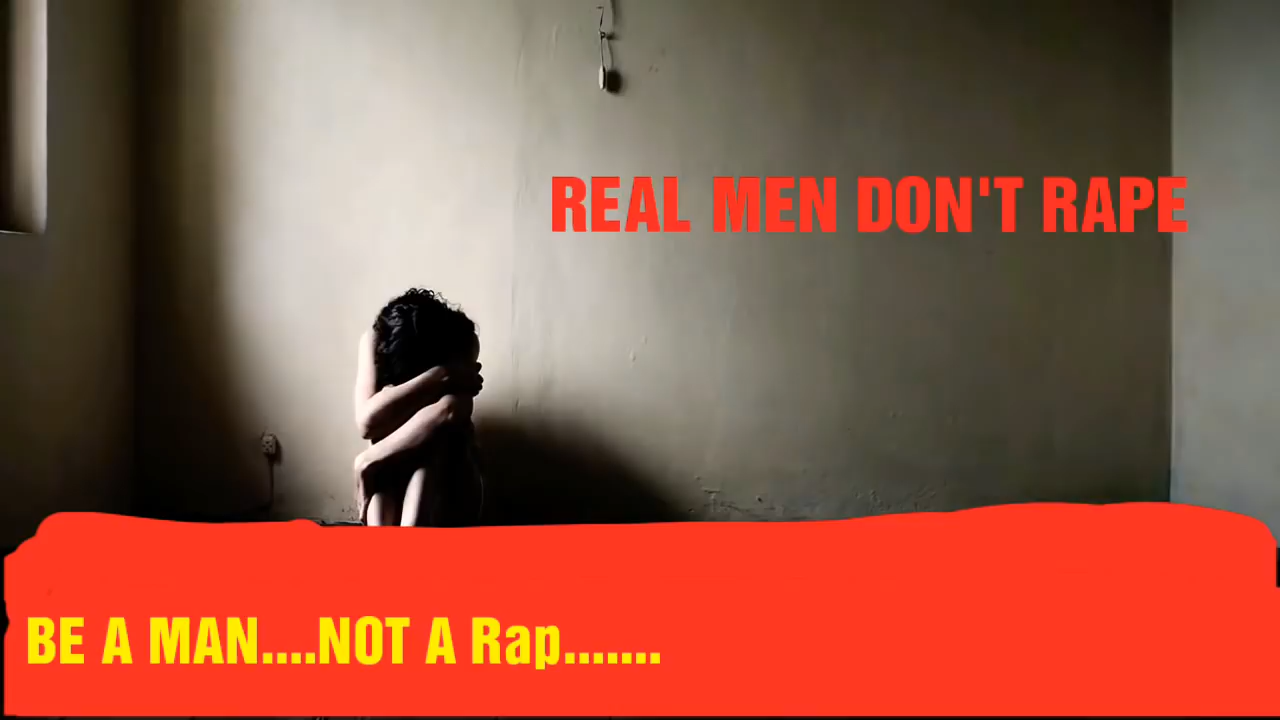 REAL MEN DON'T RAPE
BE A MAN....NOT A Rap.......